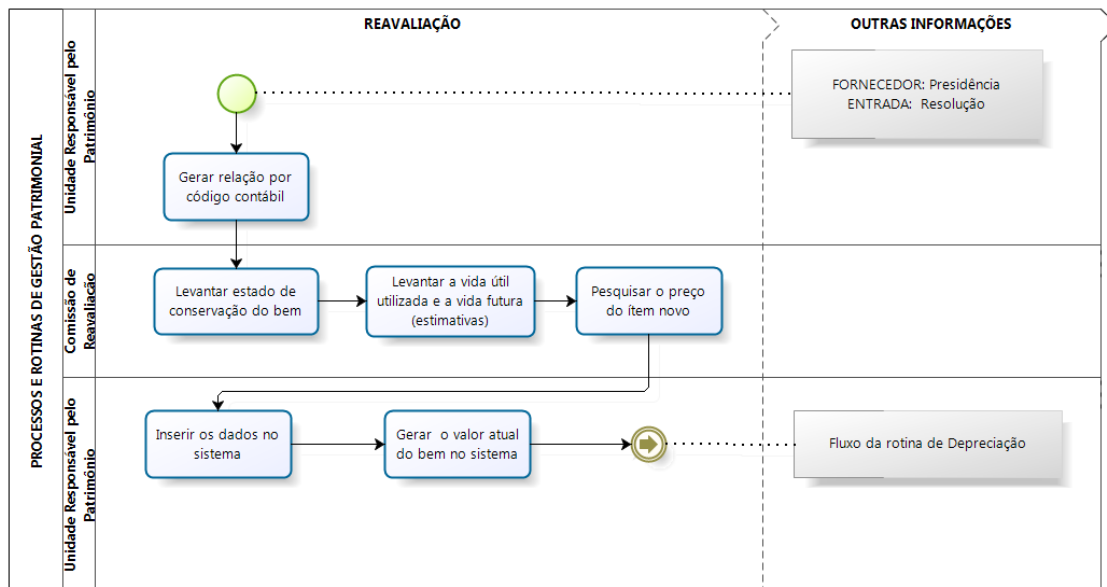 REAVALIAÇÃO
OUTRAS INFORMAÇÕES
PROCESSOS E ROTINAS DE GESTÃO PATRIMONIAL
Unidade Responsável pelo
Patrimônio
FORNECEDOR: Presidência
ENTRADA: Resolução
Gerar relação por
código contábil
Comissão de
Reavaliação
Levantar estado de
conservação do bem
Levantar a vida útil
utilizada e a vida futura
(estimativas)
Pesquisar o preço
do ítem novo
Unidade Responsável pelo
Patrimônio
Inserir os dados no
sistema
Gerar o valor atual
do bem no sistema
Fluxo da rotina de Depreciação